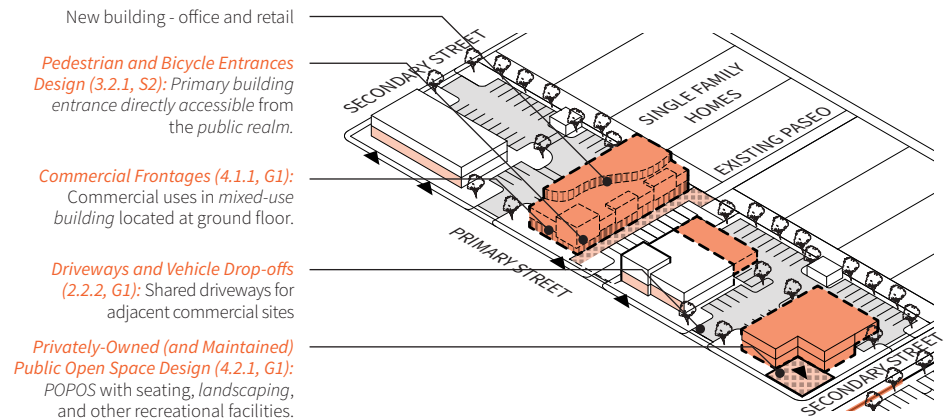 New building - office and retail
Pedestrian and Bicycle Entrances
Design (3.2.1, S2): Primary building
entrance directly accessible from
the public realm.
Commercial Frontages (4.1.1, G1):
Commercial uses in mixed-use
building located at ground floor.
Driveways and Vehicle Drop-offs
(2.2.2, G1): Shared driveways for
adjacent commercial sites
Privately-Owned (and Maintained)
Public Open Space Design (4.2.1, G1):
POPOS with seating, landscaping,
and other recreational facilities.
SECONDARY STREET
SINGLE FAMILY
HOMES
EXISTING PASEO
PRIMARY STREET
SECONDARY STREET